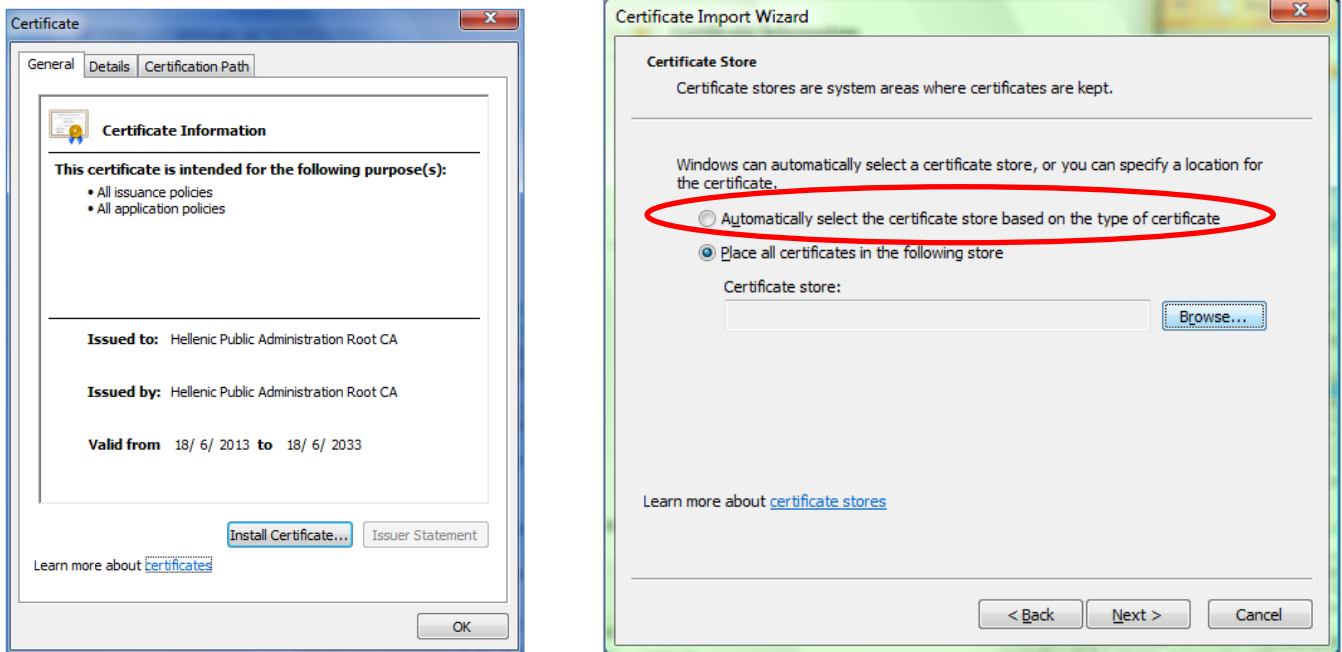 Certificate
General Details Certification Path
Certificate Information
This certificate is intended for the following purpose(s):
• All issuance policies
• All application policies
Issued to: Hellenic Public Administration Root CA
Issued by: Hellenic Public Administration Root CA
Valid from 18/ 6/ 2013 to 18/ 6/ 2033
Install Certificate... Issuer Statement
Learn more about certificates
OK
Certificate Import Wizard
Certificate Store
Certificate stores are system areas where certificates are kept.
Windows can automatically select a certificate store, or you can specify a location for
the certificate.
Automatically select the certificate store based on the type of certificate
Place all certificates in the following store
Certificate store:
Browse...
Learn more about certificate stores
< Back Next > Cancel